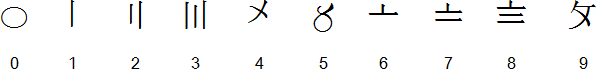 〇 〡 〢 〣 〤 〥 〦 〧 〨 〩
0 1 2 3 4 5 6 7 8 9